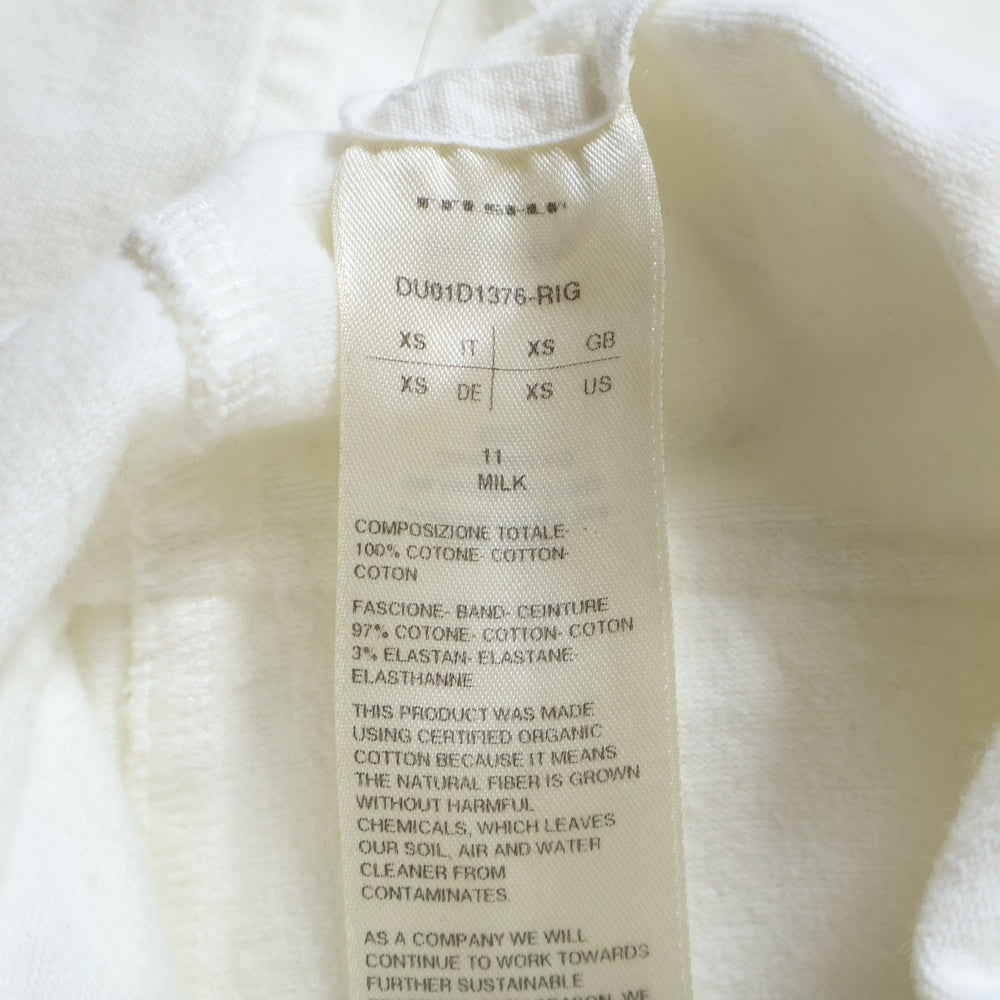 DU01D1376-RIG
XS IT XS GB
XS DE XS US
11
MILK
COMPOSIZIONE TOTALE-
100% COTONE- COTTON-
COTON
FASCIONE- BAND- CEINTURE
97% COTONE- COTTON- COTON
3% ELASTAN- ELASTANE-
ELASTHANNE
THIS PRODUCT WAS MADE
USING CERTIFIED ORGANIC
COTTON BECAUSE IT MEANS
THE NATURAL FIBER IS GROWN
WITHOUT HARMFUL
CHEMICALS, WHICH LEAVES
OUR SOIL, AIR AND WATER
CLEANER FROM
CONTAMINATES.
AS A COMPANY WE WILL
CONTINUE TO WORK TOWARDS
FURTHER SUSTAINABLE